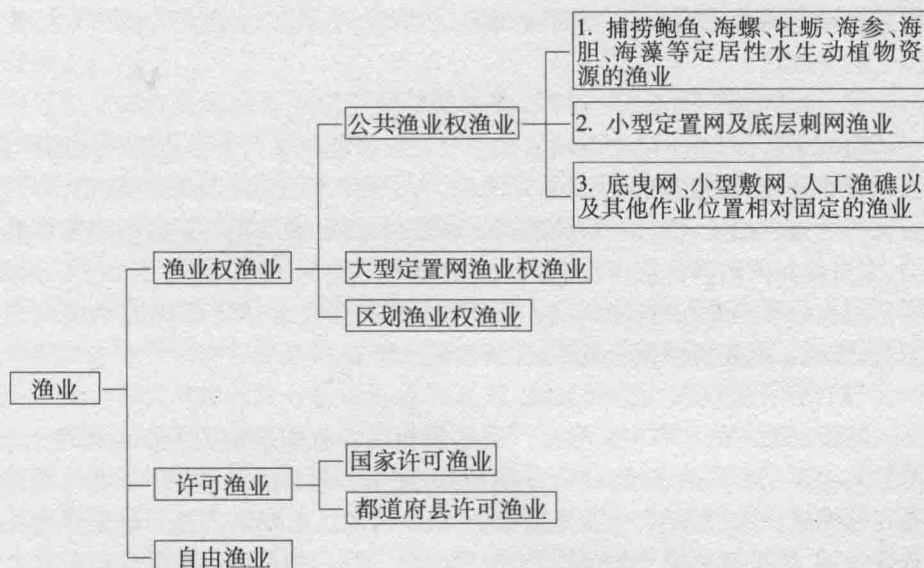 1. 捕捞鲍鱼、海螺、牡蛎、海参、海
胆、海藻等定居性水生动植物资
源的渔业
公共渔业权渔业
2. 小型定置网及底层刺网渔业
3. 底曳网、小型敷网、人工渔礁以
及其他作业位置相对固定的渔业
渔业权渔业
大型定置网渔业权渔业
区划渔业权渔业
渔业
国家许可渔业
许可渔业
都道府县许可渔业
自由渔业